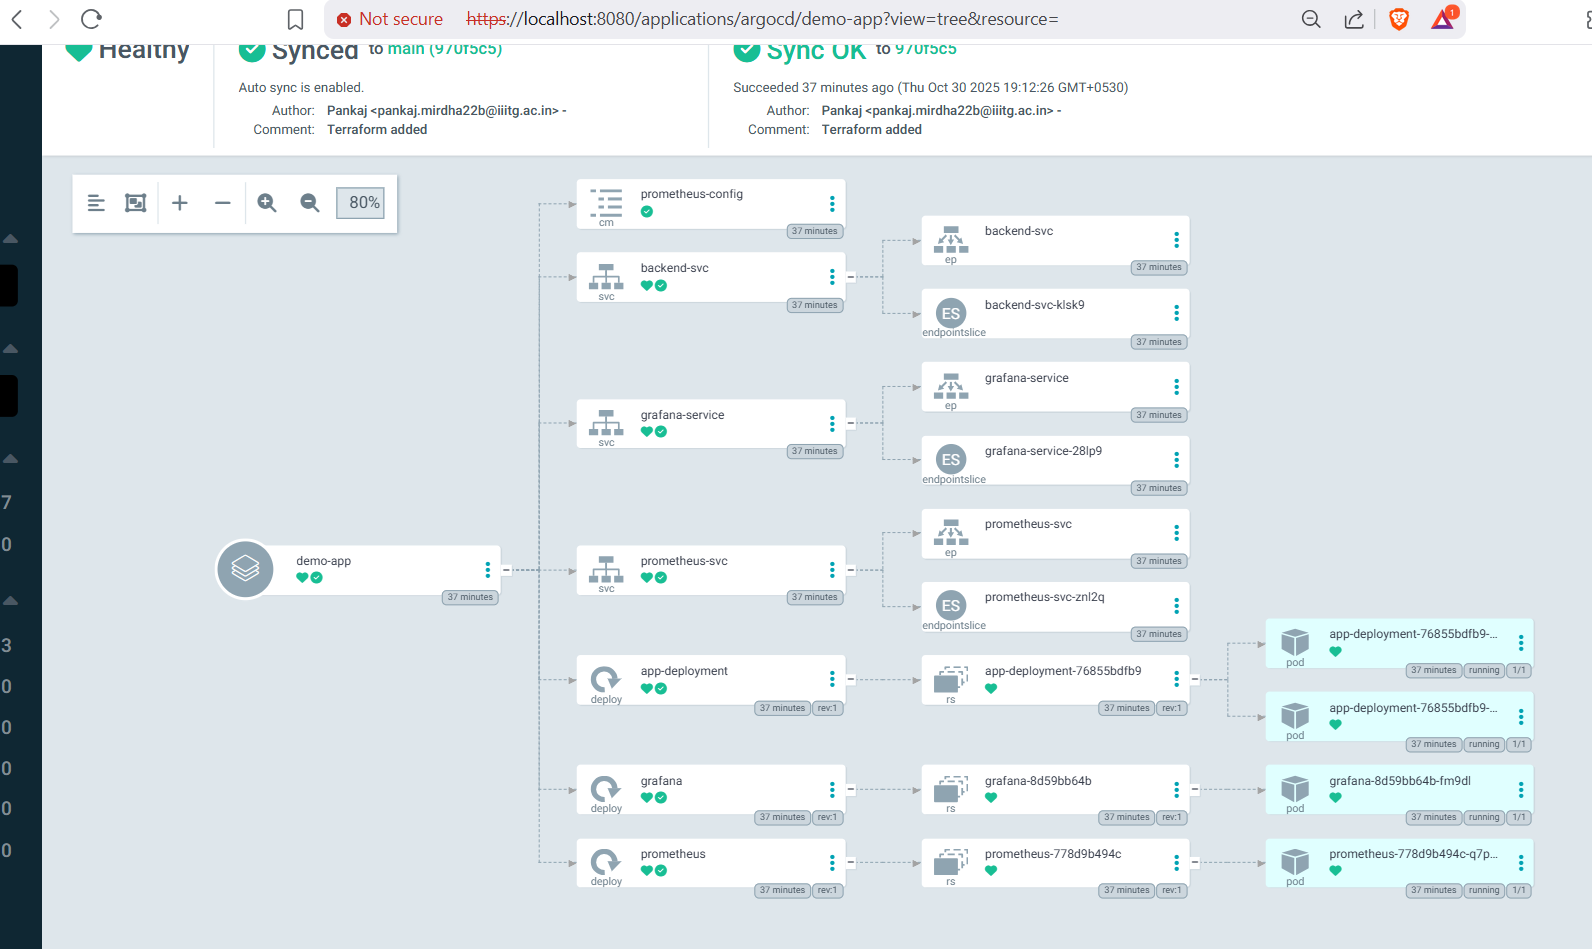 Not secure https://localhost:8080/applications/argocd/demo-app?view=tree&resource=
1
Healthy
Synced to main (970f5c5)
Auto sync is enabled.
Author: Pankaj <pankaj.mirdha22b@iiitg.ac.in> -
Comment: Terraform added
Sync OK to 970f5c5
Succeeded 37 minutes ago (Thu Oct 30 2025 19:12:26 GMT+0530)
Author: Pankaj <pankaj.mirdha22b@iiitg.ac.in> -
Comment: Terraform added
80%
7
0
3
0
0
0
0
0
demo-app
37 minutes
prometheus-config
cm
37 minutes
backend-svc
svc
37 minutes
backend-svc
ep
37 minutes
ES
backend-svc-klsk9
endpointslice
37 minutes
grafana-service
svc
37 minutes
grafana-service
ep
37 minutes
ES
grafana-service-28lp9
endpointslice
37 minutes
prometheus-svc
svc
37 minutes
prometheus-svc
ep
37 minutes
ES
prometheus-svc-znl2q
endpointslice
37 minutes
app-deployment
deploy
37 minutes rev:1
app-deployment-76855bdfb9
rs
37 minutes rev:1
app-deployment-76855bdfb9-...
pod
37 minutes running 1/1
app-deployment-76855bdfb9-...
pod
37 minutes running 1/1
grafana
deploy
37 minutes rev:1
grafana-8d59bb64b
rs
37 minutes rev:1
grafana-8d59bb64b-fm9dl
pod
37 minutes running 1/1
prometheus
deploy
37 minutes rev:1
prometheus-778d9b494c
rs
37 minutes rev:1
prometheus-778d9b494c-q7p...
pod
37 minutes running 1/1